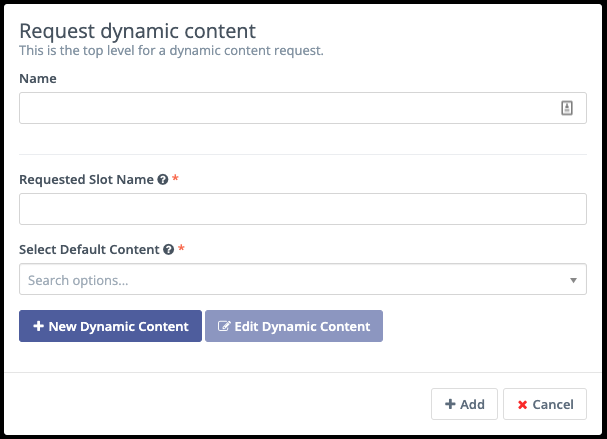 Request dynamic content
This is the top level for a dynamic content request.
Name
Requested Slot Name ? *
Select Default Content ? *
Search options...
New Dynamic Content Edit Dynamic Content
Add Cancel